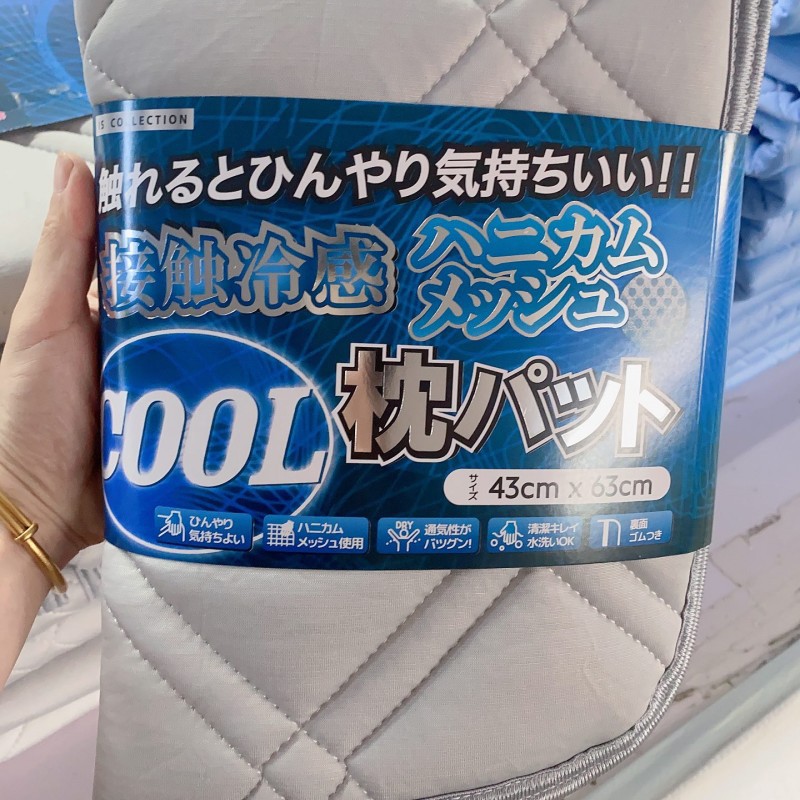 COLLECTION
触れるとひんやり気持ちいい!!
接触冷感
ハニカム
メッシュ
COOL
枕パット
サイズ 43cm x 63cm
ひんやり
気持ちよい
ハニカム
メッシュ使用
DRY
通気性が
バツグン!
清潔キレイ
水洗いOK
裏面
ゴムつき